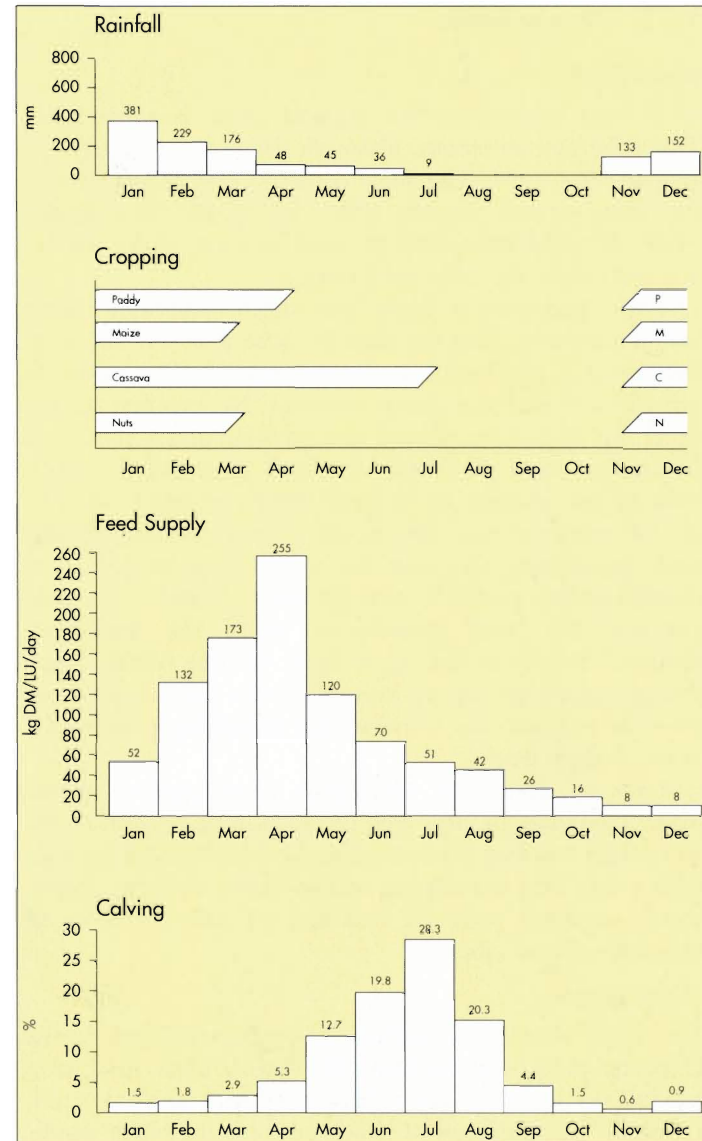 Rainfall
800
600
400
200
0
mm
381 229 176 48 45 36 9 133 152
Jan Feb Mar Apr May Jun Jul Aug Sep Oct Nov Dec
Cropping
Paddy P
Maize M
Cassava C
Nuts N
Jan Feb Mar Apr May Jun Jul Aug Sep Oct Nov Dec
Feed Supply
260
240
220
200
180
160
140
120
100
80
60
40
20
0
kg DM/LU/day
52 132 173 255 120 70 51 42 26 16 8 8
Jan Feb Mar Apr May Jun Jul Aug Sep Oct Nov Dec
Calving
30
25
20
15
10
5
0
%
1.5 1.8 2.9 5.3 12.7 19.8 28.3 20.3 4.4 1.5 0.6 0.9
Jan Feb Mar Apr May Jun Jul Aug Sep Oct Nov Dec